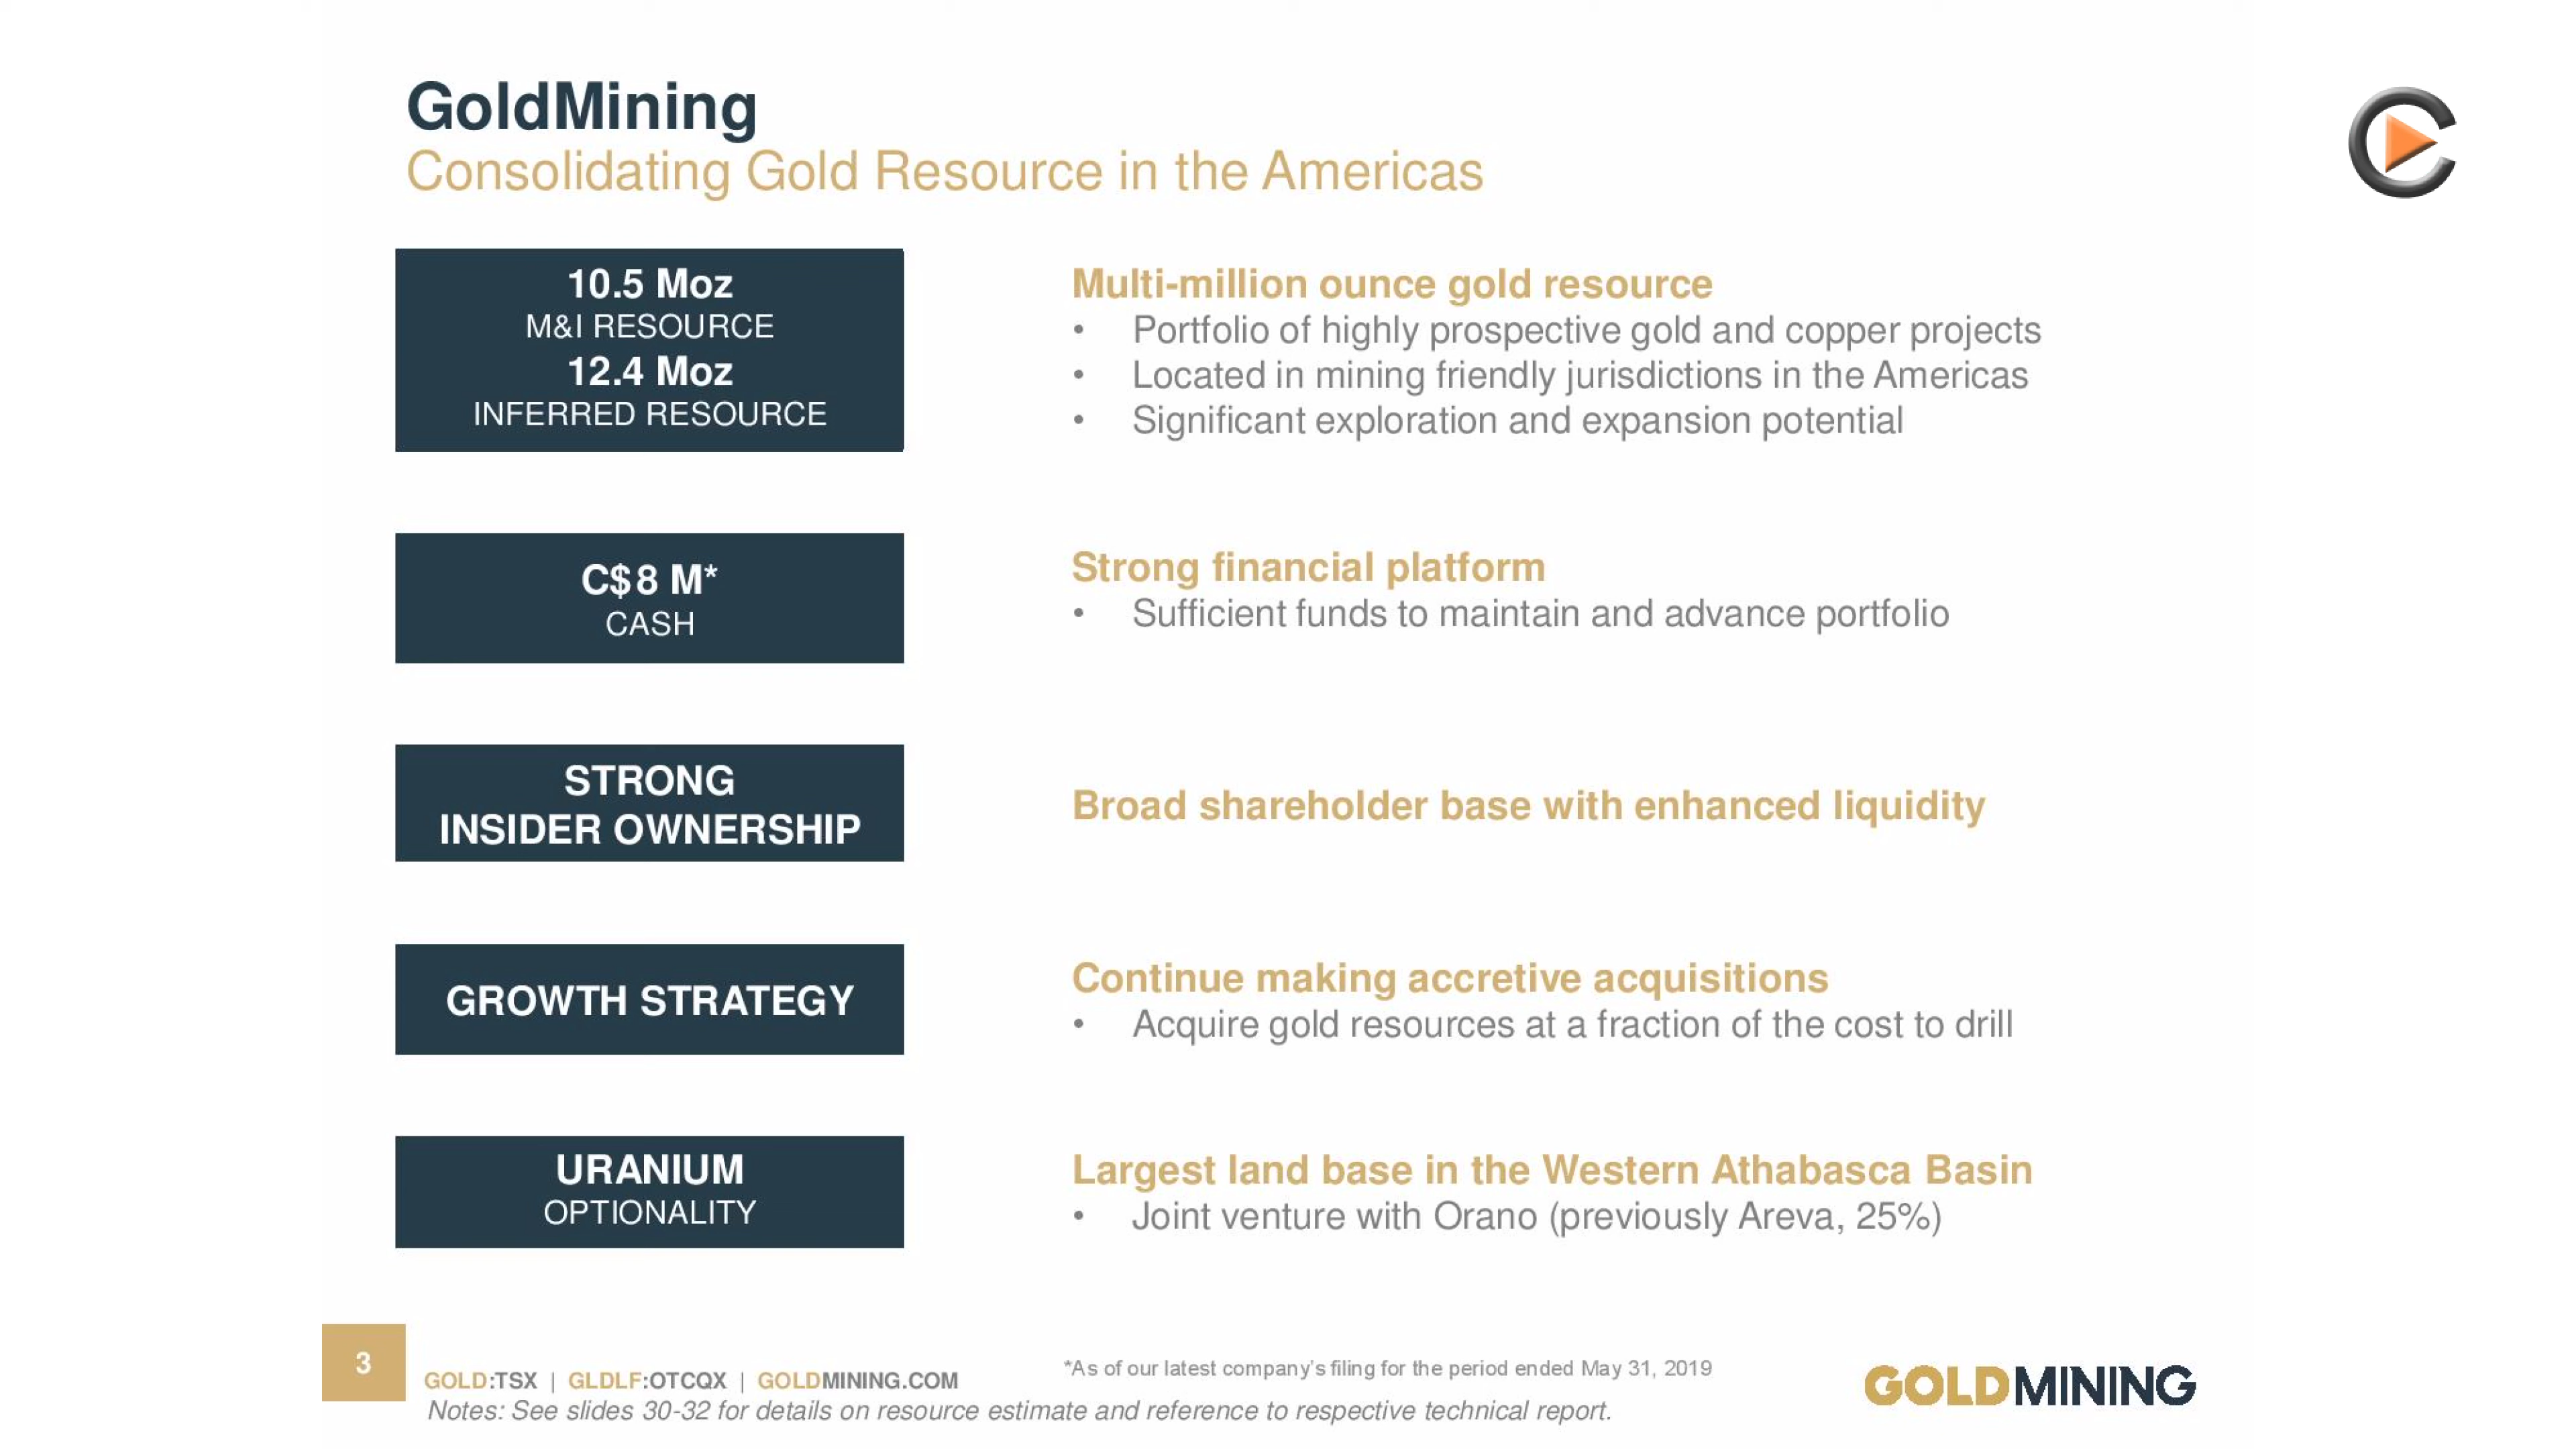 GoldMining
Consolidating Gold Resource in the Americas
10.5 Moz
M&I RESOURCE
12.4 Moz
INFERRED RESOURCE
Multi-million ounce gold resource
• Portfolio of highly prospective gold and copper projects
• Located in mining friendly jurisdictions in the Americas
• Significant exploration and expansion potential
C$8 M*
CASH
Strong financial platform
• Sufficient funds to maintain and advance portfolio
STRONG
INSIDER OWNERSHIP
Broad shareholder base with enhanced liquidity
GROWTH STRATEGY
Continue making accretive acquisitions
• Acquire gold resources at a fraction of the cost to drill
URANIUM
OPTIONALITY
Largest land base in the Western Athabasca Basin
• Joint venture with Orano (previously Areva, 25%)
3
GOLD:TSX | GLDLF:OTCQX | GOLDMINING.COM
*As of our latest company's filing for the period ended May 31, 2019
Notes: See slides 30-32 for details on resource estimate and reference to respective technical report.
GOLDMINING